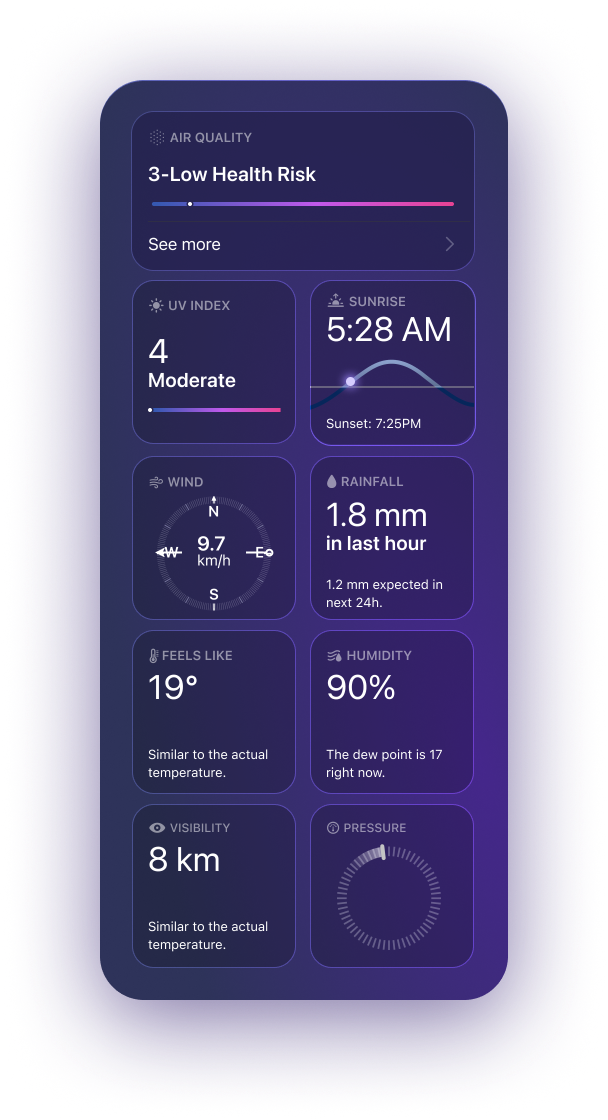 AIR QUALITY
3-Low Health Risk
See more
UV INDEX
4
Moderate
SUNRISE
5:28 AM
Sunset: 7:25PM
WIND
N
W
9.7
km/h
E
S
RAINFALL
1.8 mm
in last hour
1.2 mm expected in
next 24h.
FEELS LIKE
19°
Similar to the actual
temperature.
HUMIDITY
90%
The dew point is 17
right now.
VISIBILITY
8 km
Similar to the actual
temperature.
PRESSURE